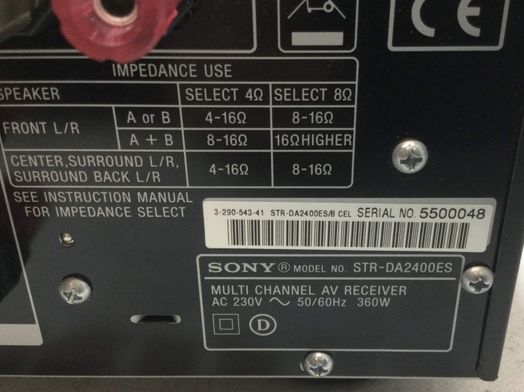 IMPEDANCE USE
SPEAKER SELECT 4Ω SELECT 8Ω
FRONT L/R A or B 4-16Ω 8-16Ω
A + B 8-16Ω 16ΩHIGHER
CENTER,SURROUND L/R, SURROUND BACK L/R 4-16Ω 8-16Ω
SEE INSTRUCTION MANUAL
FOR IMPEDANCE SELECT
3-290-543-41 STR-DA2400ES/B CEL SERIAL NO. 5500048
SONY® MODEL NO. STR-DA2400ES
MULTI CHANNEL AV RECEIVER
AC 230V ~ 50/60Hz 360W
D
CE